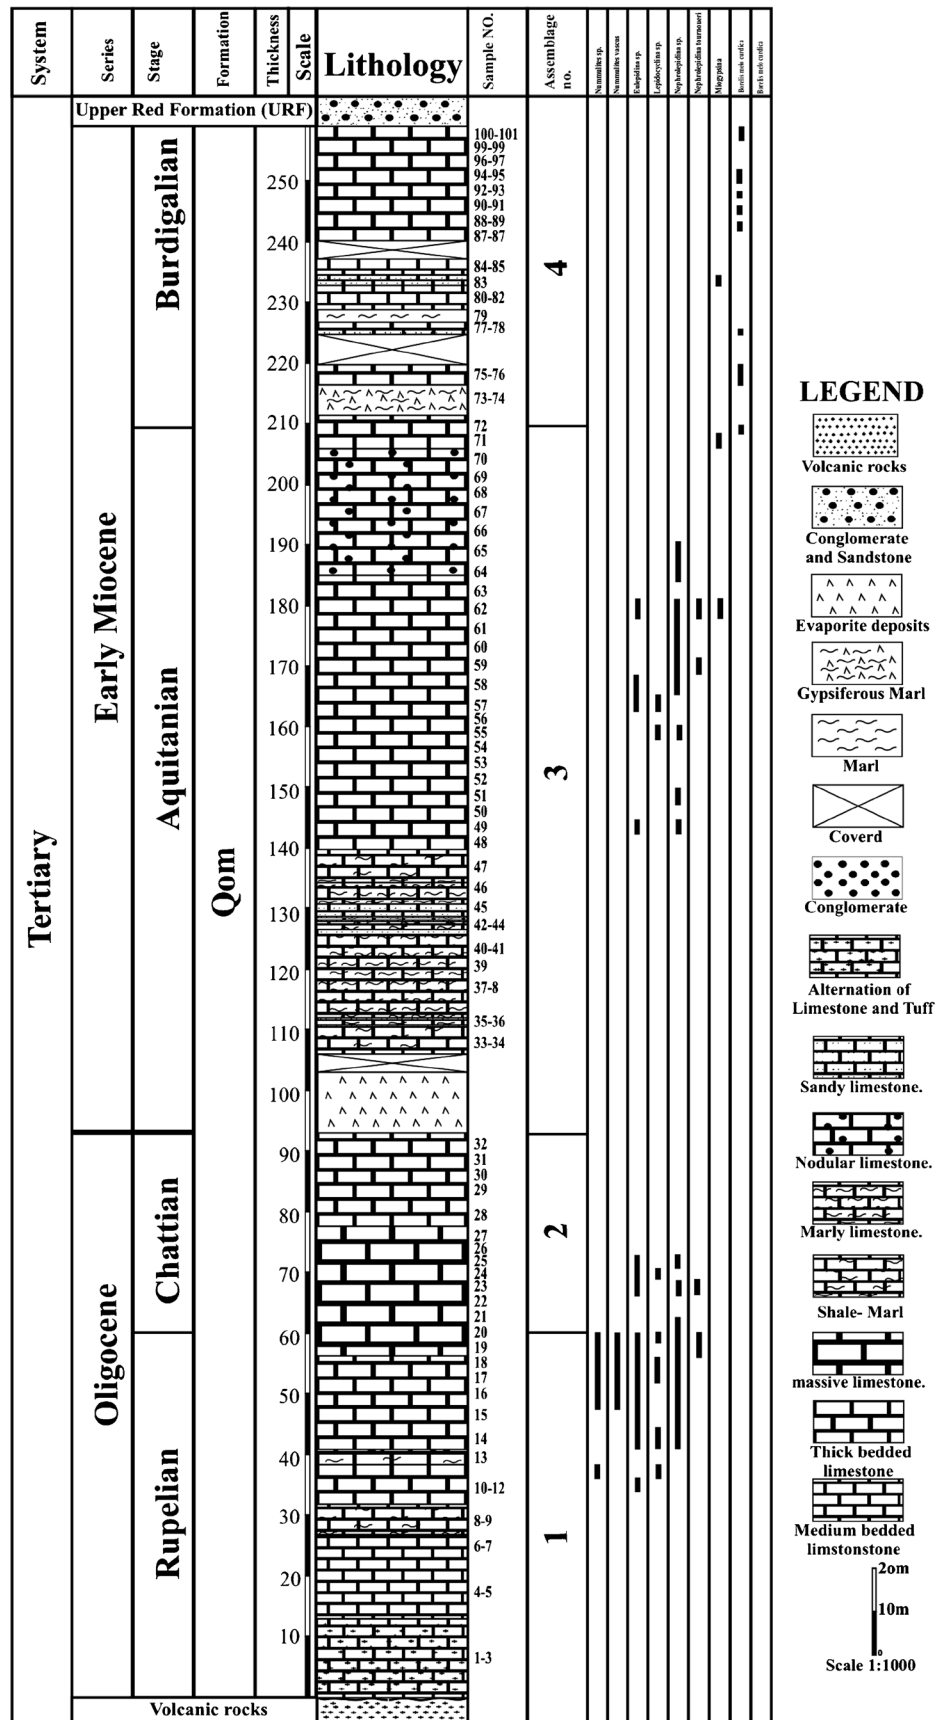 System
Series
Stage
Formation
Thickness
Scale
Lithology
Sample NO.
Assemblage
no.
Nummulites sp.
Nummulites vascus
Eulepidina sp.
Lepidocyclina sp.
Nephrolepidina sp.
Nephrolepidina tournoueri
Miogypsina
Borelis melo curdica
Borelis melo curdica
Upper Red Formation (URF)
Tertiary
Early Miocene
Oligocene
Burdigalian
Aquitanian
Chattian
Rupelian
Qom
250
240
230
220
210
200
190
180
170
160
150
140
130
120
110
100
90
80
70
60
50
40
30
20
10
100-101
99-99
96-97
94-95
92-93
90-91
88-89
87-87
84-85
83
80-82
79
77-78
75-76
73-74
72
71
70
69
68
67
66
65
64
63
62
61
60
59
58
57
56
55
54
53
52
51
50
49
48
47
46
45
42-44
40-41
39
37-8
35-36
33-34
32
31
30
29
28
27
26
25
24
23
22
21
20
19
18
17
16
15
14
13
10-12
8-9
6-7
4-5
1-3
4
3
2
1
Volcanic rocks
LEGEND
Volcanic rocks
Conglomerate
and Sandstone
Evaporite deposits
Gypsiferous Marl
Marl
Coverd
Conglomerate
Alternation of
Limestone and Tuff
Sandy limestone.
Nodular limestone.
Marly limestone.
Shale- Marl
massive limestone.
Thick bedded
limestone
Medium bedded
limstonstone
2om
10m
0
Scale 1:1000